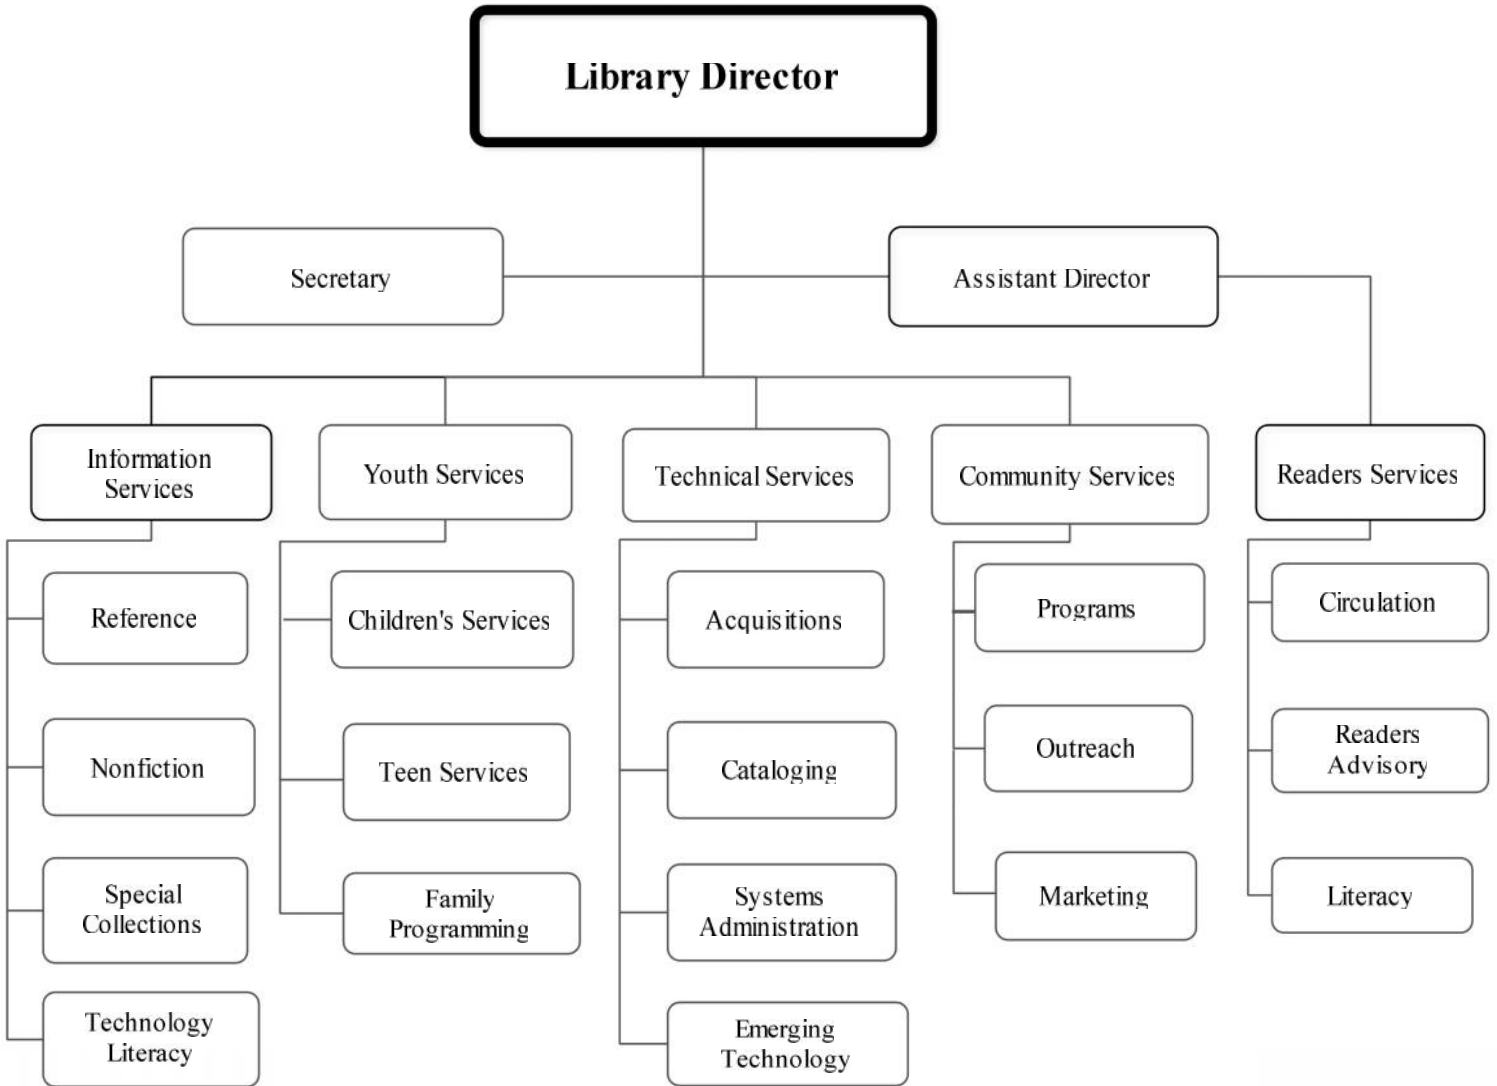 Library Director
Secretary
Assistant Director
Information
Services
Youth Services
Technical Services
Community Services
Readers Services
Reference
Nonfiction
Special
Collections
Technology
Literacy
Children's Services
Teen Services
Family
Programming
Acquisitions
Cataloging
Systems
Administration
Emerging
Technology
Programs
Outreach
Marketing
Circulation
Readers
Advisory
Literacy